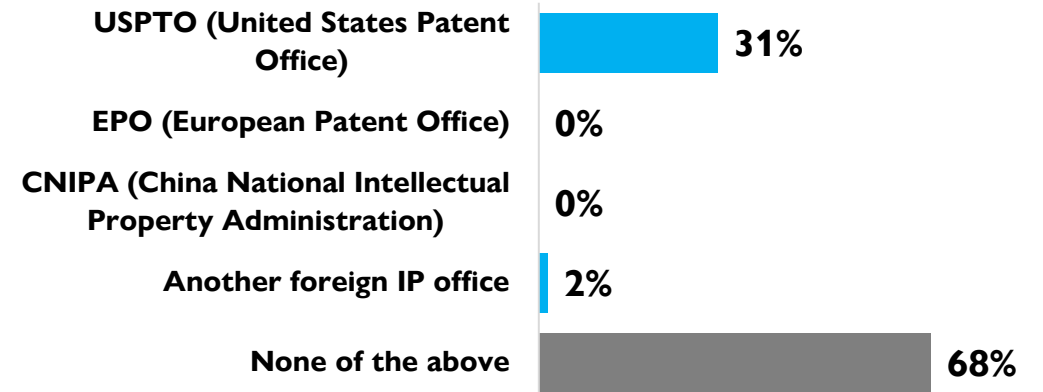 USPTO (United States Patent
Office)
31%
EPO (European Patent Office)
0%
CNIPA (China National Intellectual
Property Administration)
0%
Another foreign IP office
2%
None of the above
68%